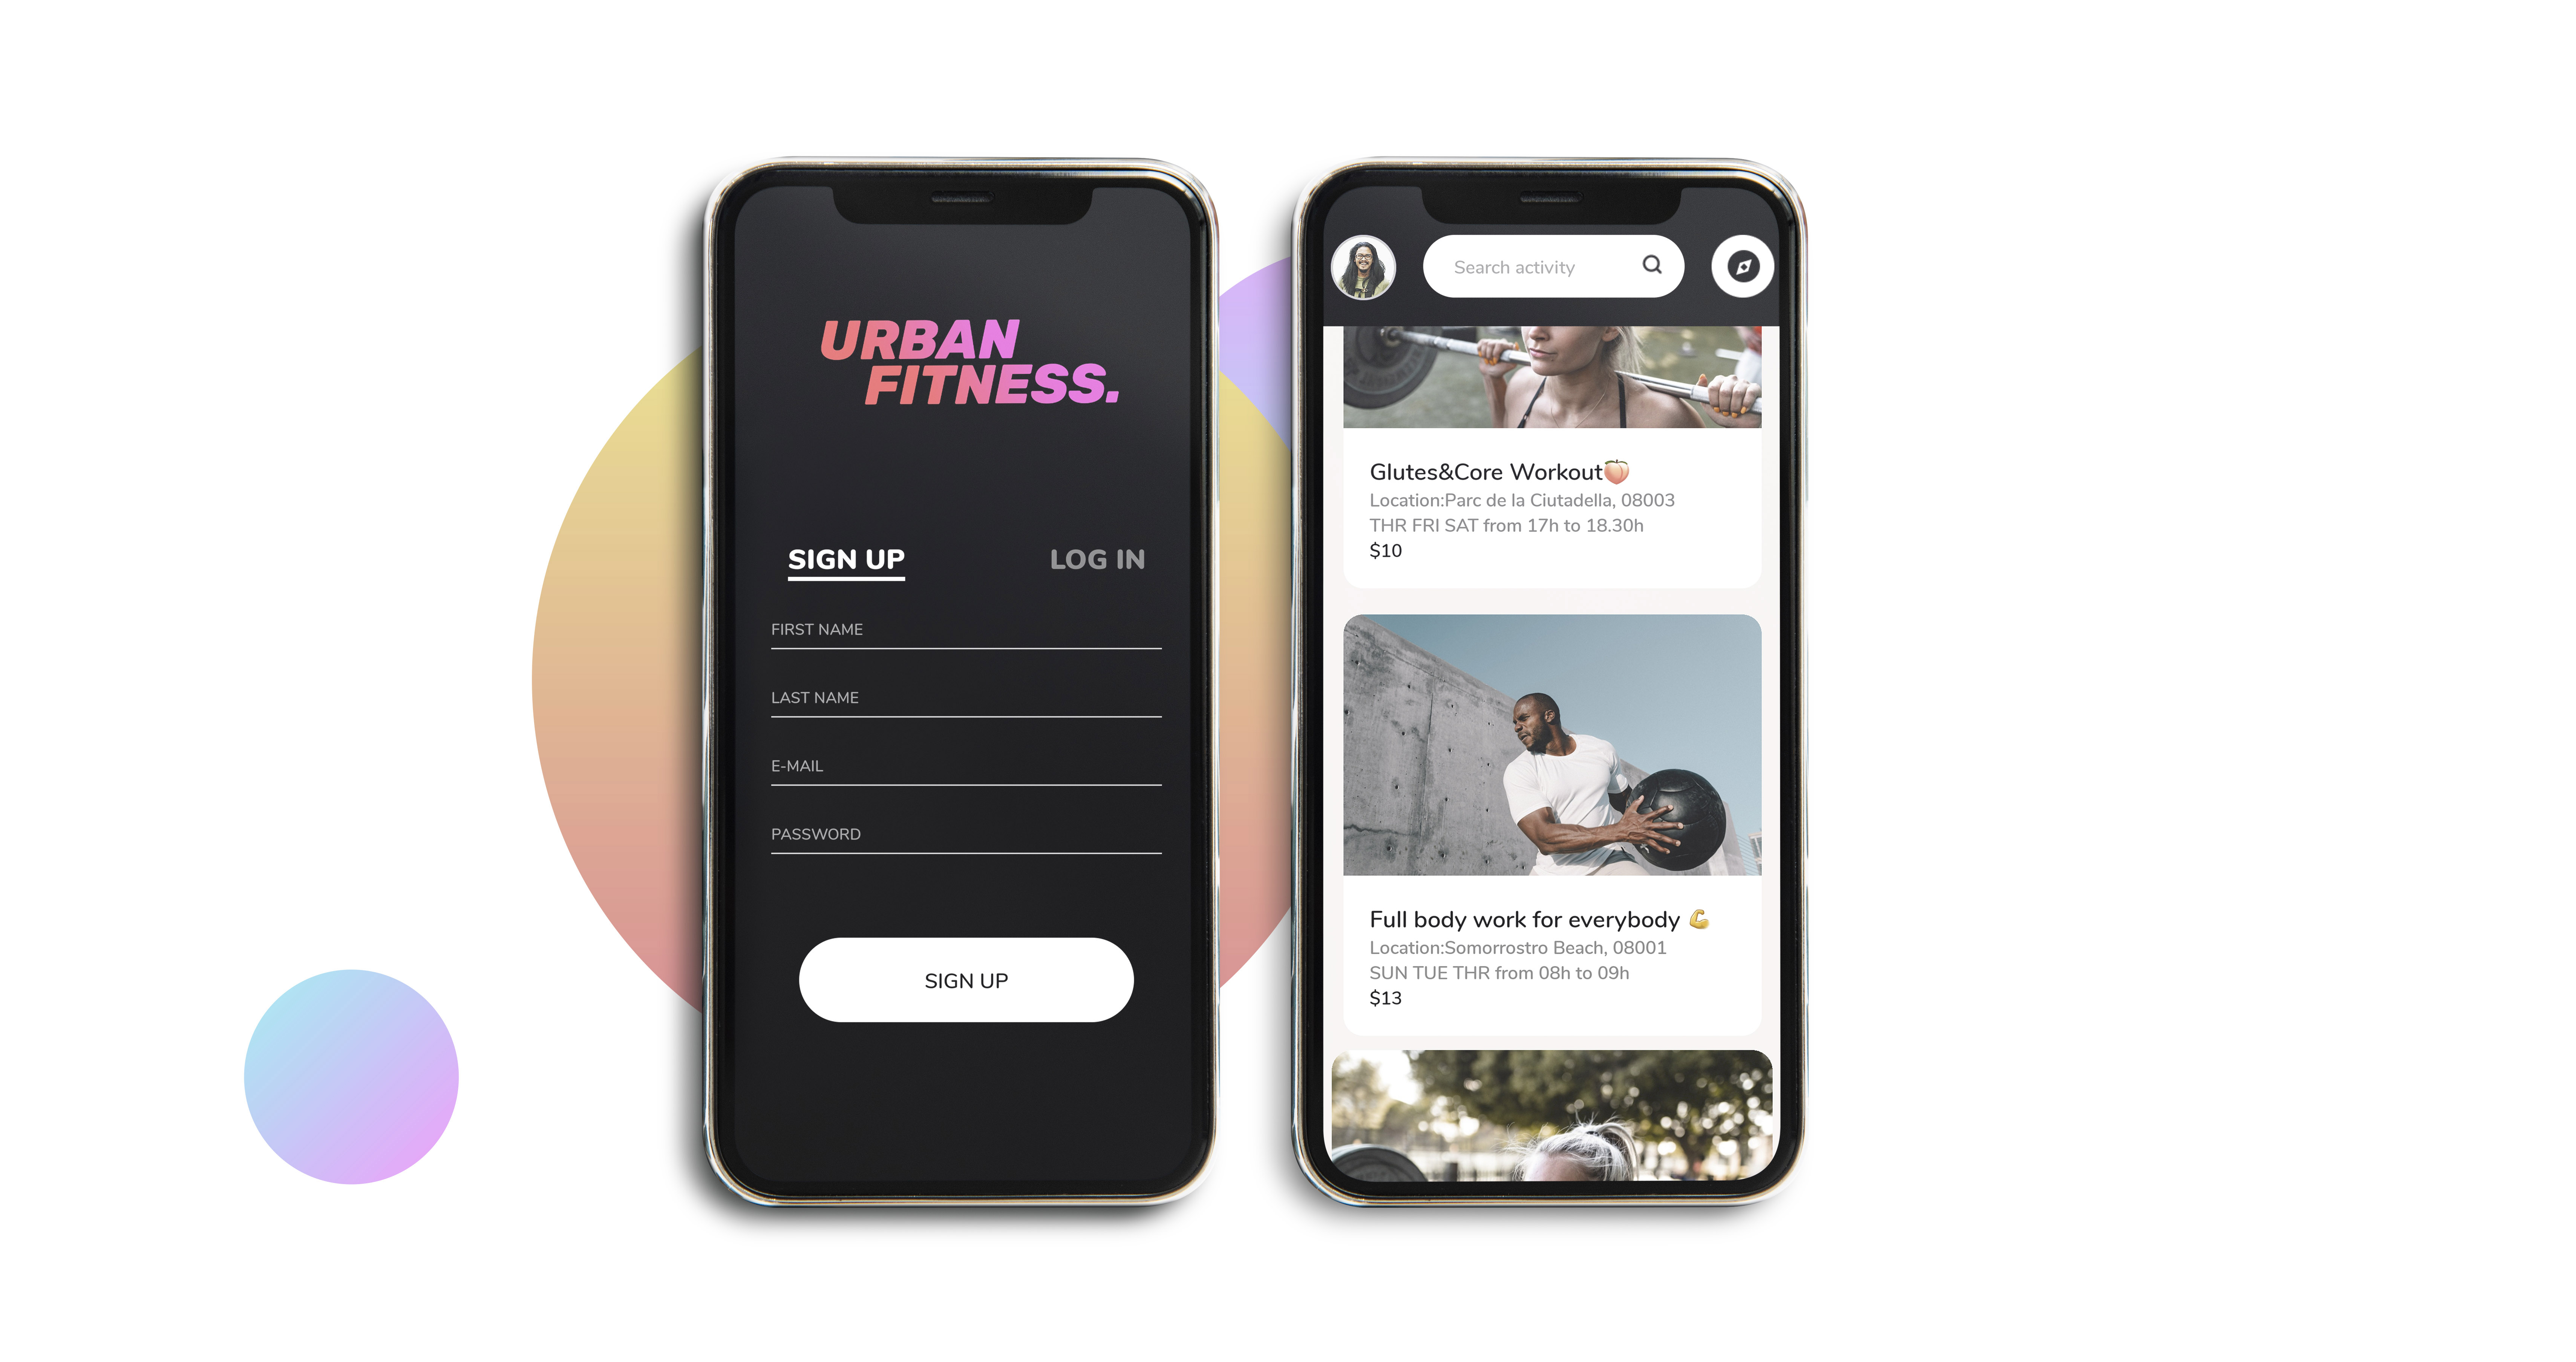 URBAN
FITNESS.
SIGN UP
LOG IN
FIRST NAME
LAST NAME
E-MAIL
PASSWORD
SIGN UP
Search activity
Glutes&Core Workout🍑
Location:Parc de la Ciutadella, 08003
THR FRI SAT from 17h to 18.30h
$10
Full body work for everybody 💪
Location:Somorrostro Beach, 08001
SUN TUE THR from 08h to 09h
$13